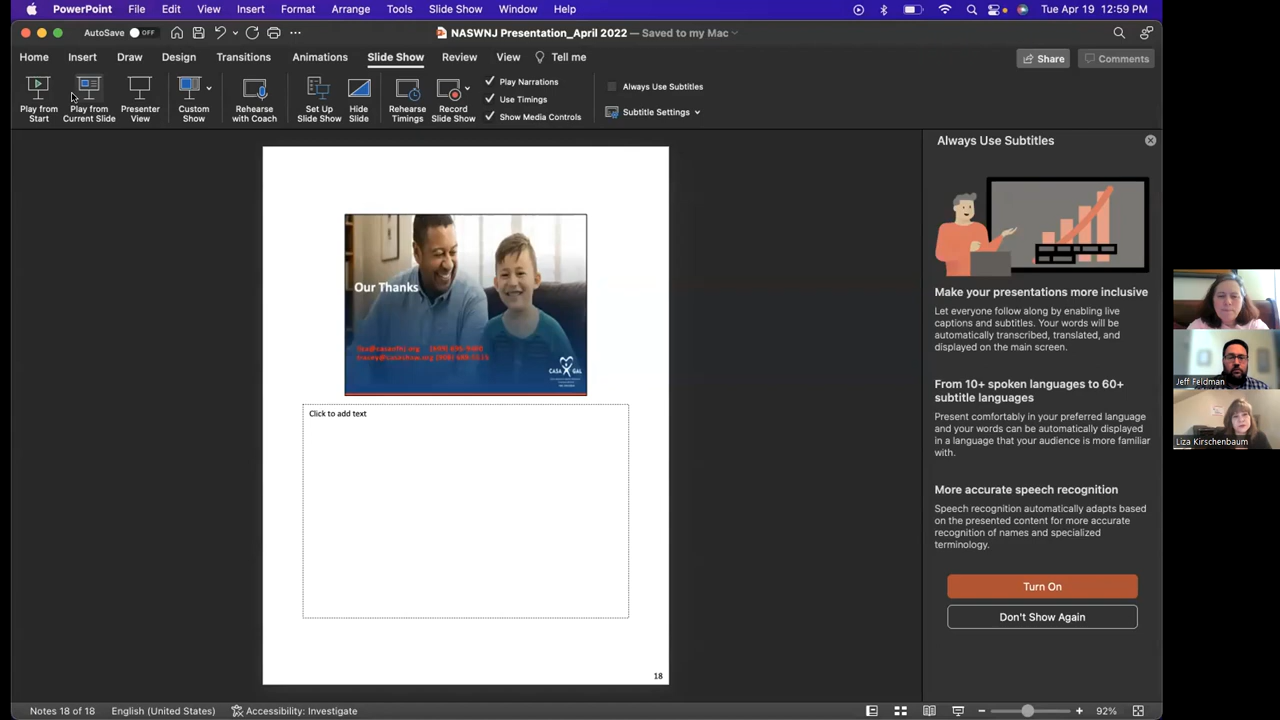 PowerPoint File Edit View Insert Format Arrange Tools Slide Show Window Help Tue Apr 19 12:59 PM
AutoSave OFF NASWNJ Presentation_April 2022 — Saved to my Mac
Home Insert Draw Design Transitions Animations Slide Show Review View Tell me Share Comments
Play from Start
Play from Current Slide
Presenter View
Custom Show
Rehearse with Coach
Set Up Slide Show
Hide Slide
Rehearse Timings
Record Slide Show
Play Narrations
Use Timings
Show Media Controls
Always Use Subtitles
Subtitle Settings
Our Thanks
CASA GAL
Click to add text
18
Always Use Subtitles
Make your presentations more inclusive
Let everyone follow along by enabling live
captions and subtitles. Your words will be
automatically transcribed, translated, and
displayed on the main screen.
From 10+ spoken languages to 60+
subtitle languages
Present comfortably in your preferred language
and your words can be automatically displayed
in a language that your audience is more familiar
with.
More accurate speech recognition
Speech recognition automatically adapts based
on the presented content for more accurate
recognition of names and specialized
terminology.
Turn On
Don't Show Again
Jeff Feldman
Liza Kirschenbaum
Notes 18 of 18 English (United States) Accessibility: Investigate 92%